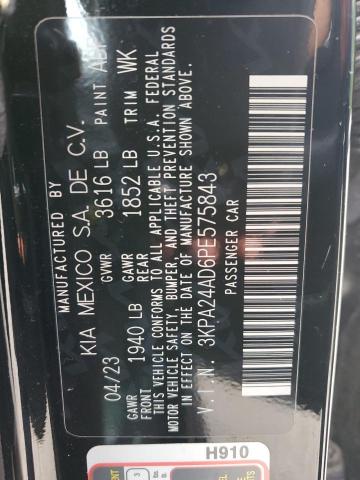 MANUFACTURED BY
KIA MEXICO S.A. DE C.V.
04/23 GVWR 3616 LB PAINT
GAWR FRONT 1940 LB GAWR REAR 1852 LB TRIM WK
THIS VEHICLE CONFORMS TO ALL APPLICABLE U.S.A. FEDERAL
MOTOR VEHICLE SAFETY, BUMPER, AND THEFT PREVENTION STANDARDS
IN EFFECT ON THE DATE OF MANUFACTURE SHOWN ABOVE.
V.I.N. 3KPA24AD6PE575843
PASSENGER CAR
H910